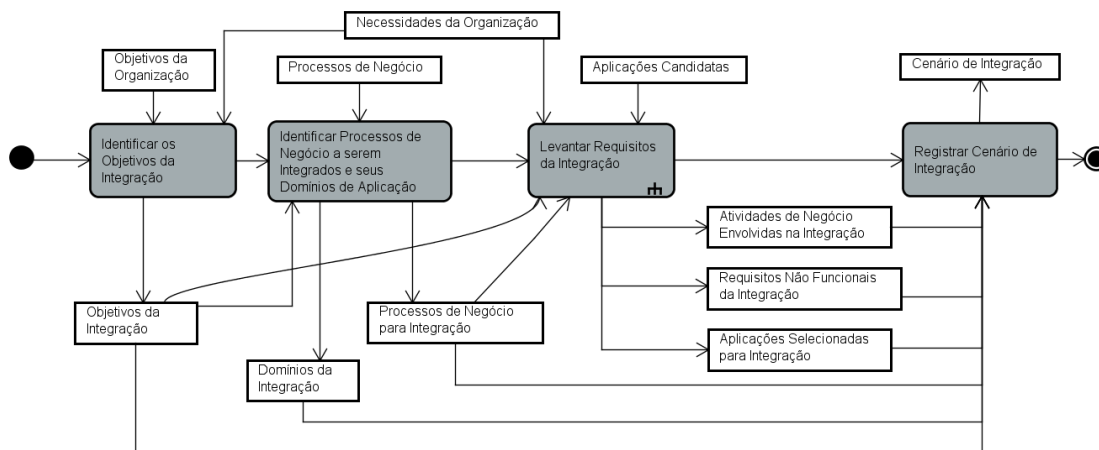 Necessidades da Organização
Objetivos da
Organização
Processos de Negócio
Aplicações Candidatas
Cenário de Integração
Identificar os
Objetivos da
Integração
Identificar Processos de
Negócio a serem
Integrados e seus
Domínios de Aplicação
Levantar Requisitos
da Integração
Registrar Cenário de
Integração
Atividades de Negócio
Envolvidas na Integração
Requisitos Não Funcionais
da Integração
Objetivos da
Integração
Processos de Negócio
para Integração
Aplicações Selecionadas
para Integração
Domínios da
Integração